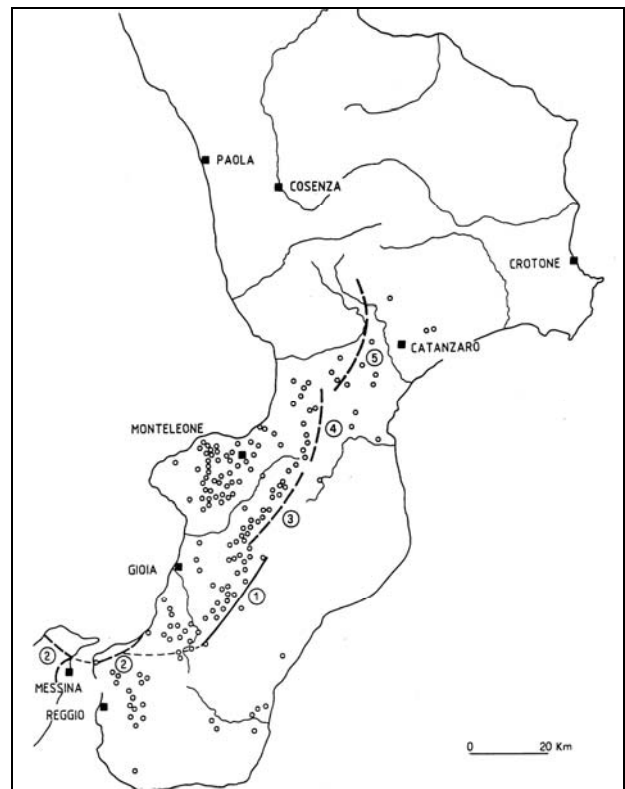 PAOLA
COSENZA
CROTONE
CATANZARO
5
MONTELEONE
4
3
GIOIA
1
2
2
MESSINA
REGGIO
0 20 Km